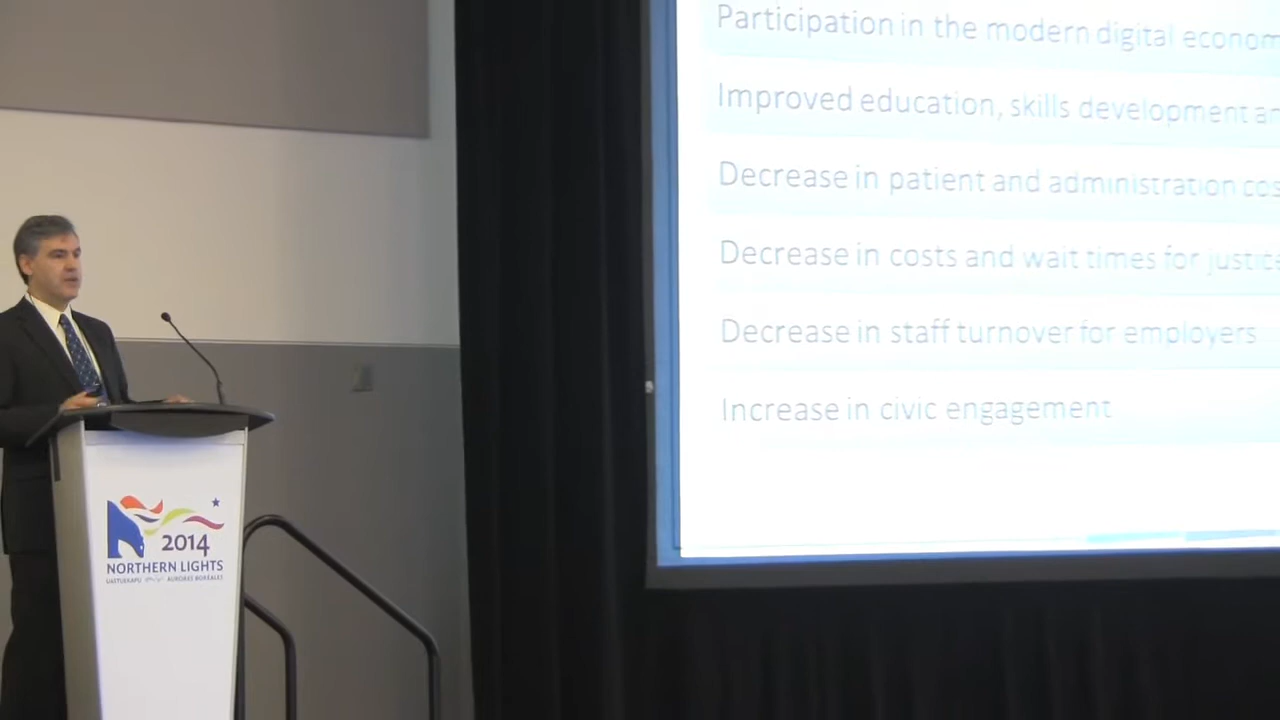 Participation in the modern digital econom
Improved education, skills development an
Decrease in patient and administration cos
Decrease in costs and wait times for justice
Decrease in staff turnover for employers
Increase in civic engagement
2014
NORTHERN LIGHTS
AURORES BORÉALES